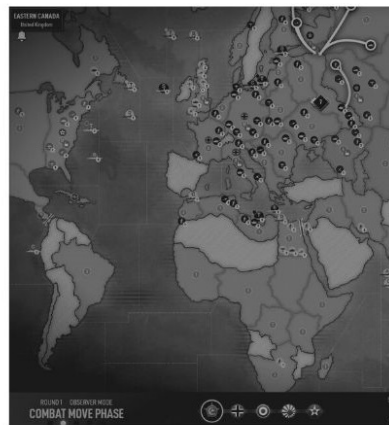 EASTERN CANADA
United Kingdom
ROUND 1 OBSERVER MODE
COMBAT MOVE PHASE